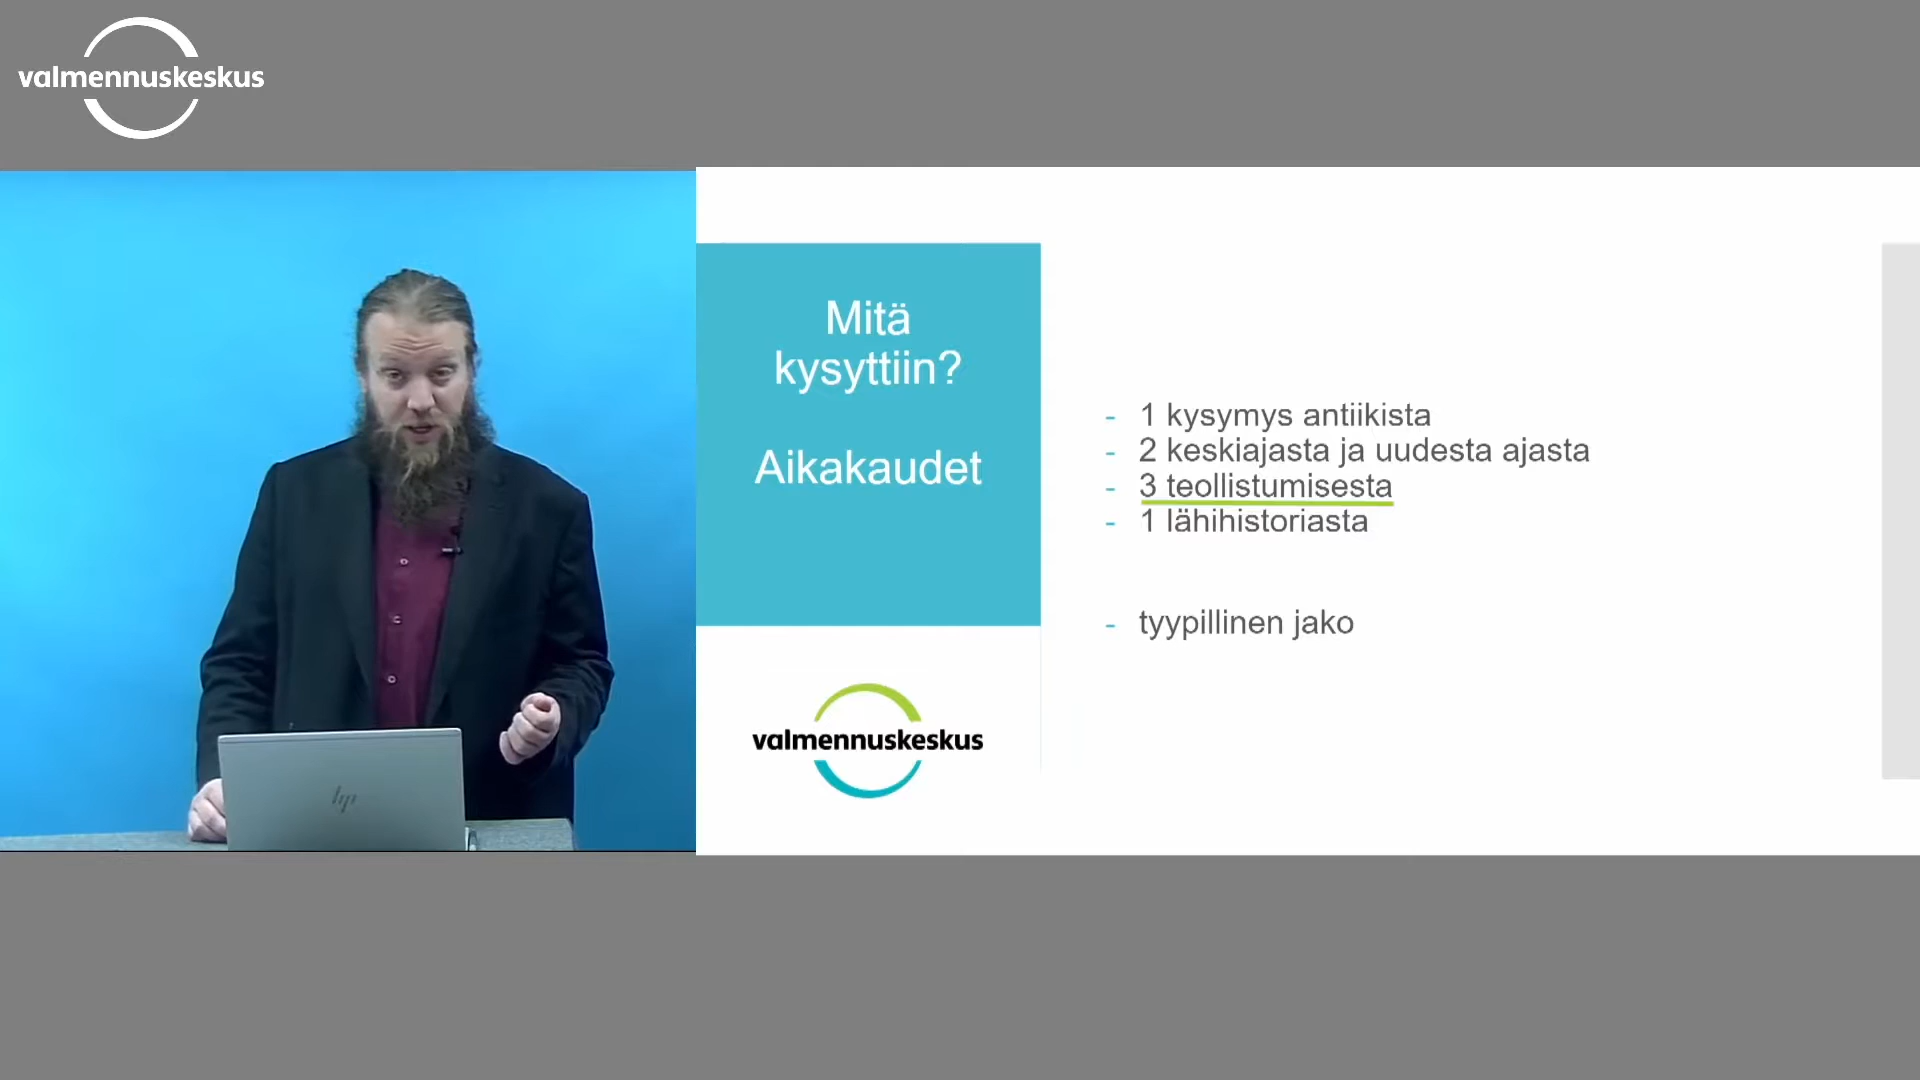 valmennuskeskus
Mitä
kysyttiin?
Aikakaudet
- 1 kysymys antiikista
- 2 keskiajasta ja uudesta ajasta
- 3 teollistumisesta
- 1 lähihistoriasta
- tyypillinen jako
valmennuskeskus
hp